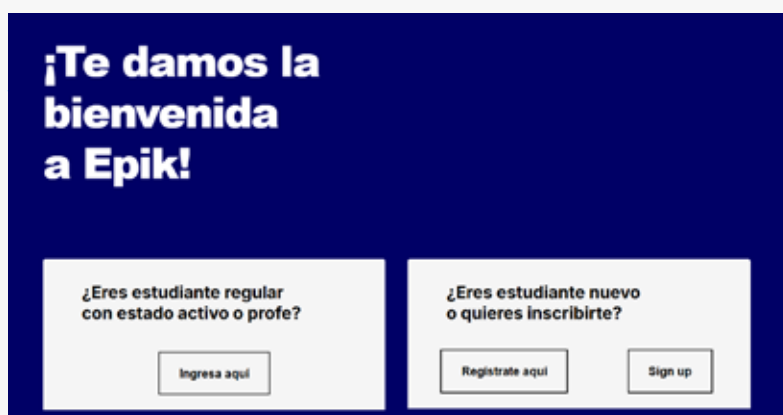 ¡Te damos la
bienvenida
a Epik!
¿Eres estudiante regular
con estado activo o profe?
Ingresa aquí
¿Eres estudiante nuevo
o quieres inscribirte?
Regístrate aquí
Sign up